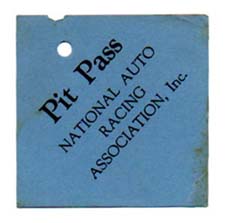 Pit Pass
NATIONAL AUTO
RACING
ASSOCIATION, Inc.